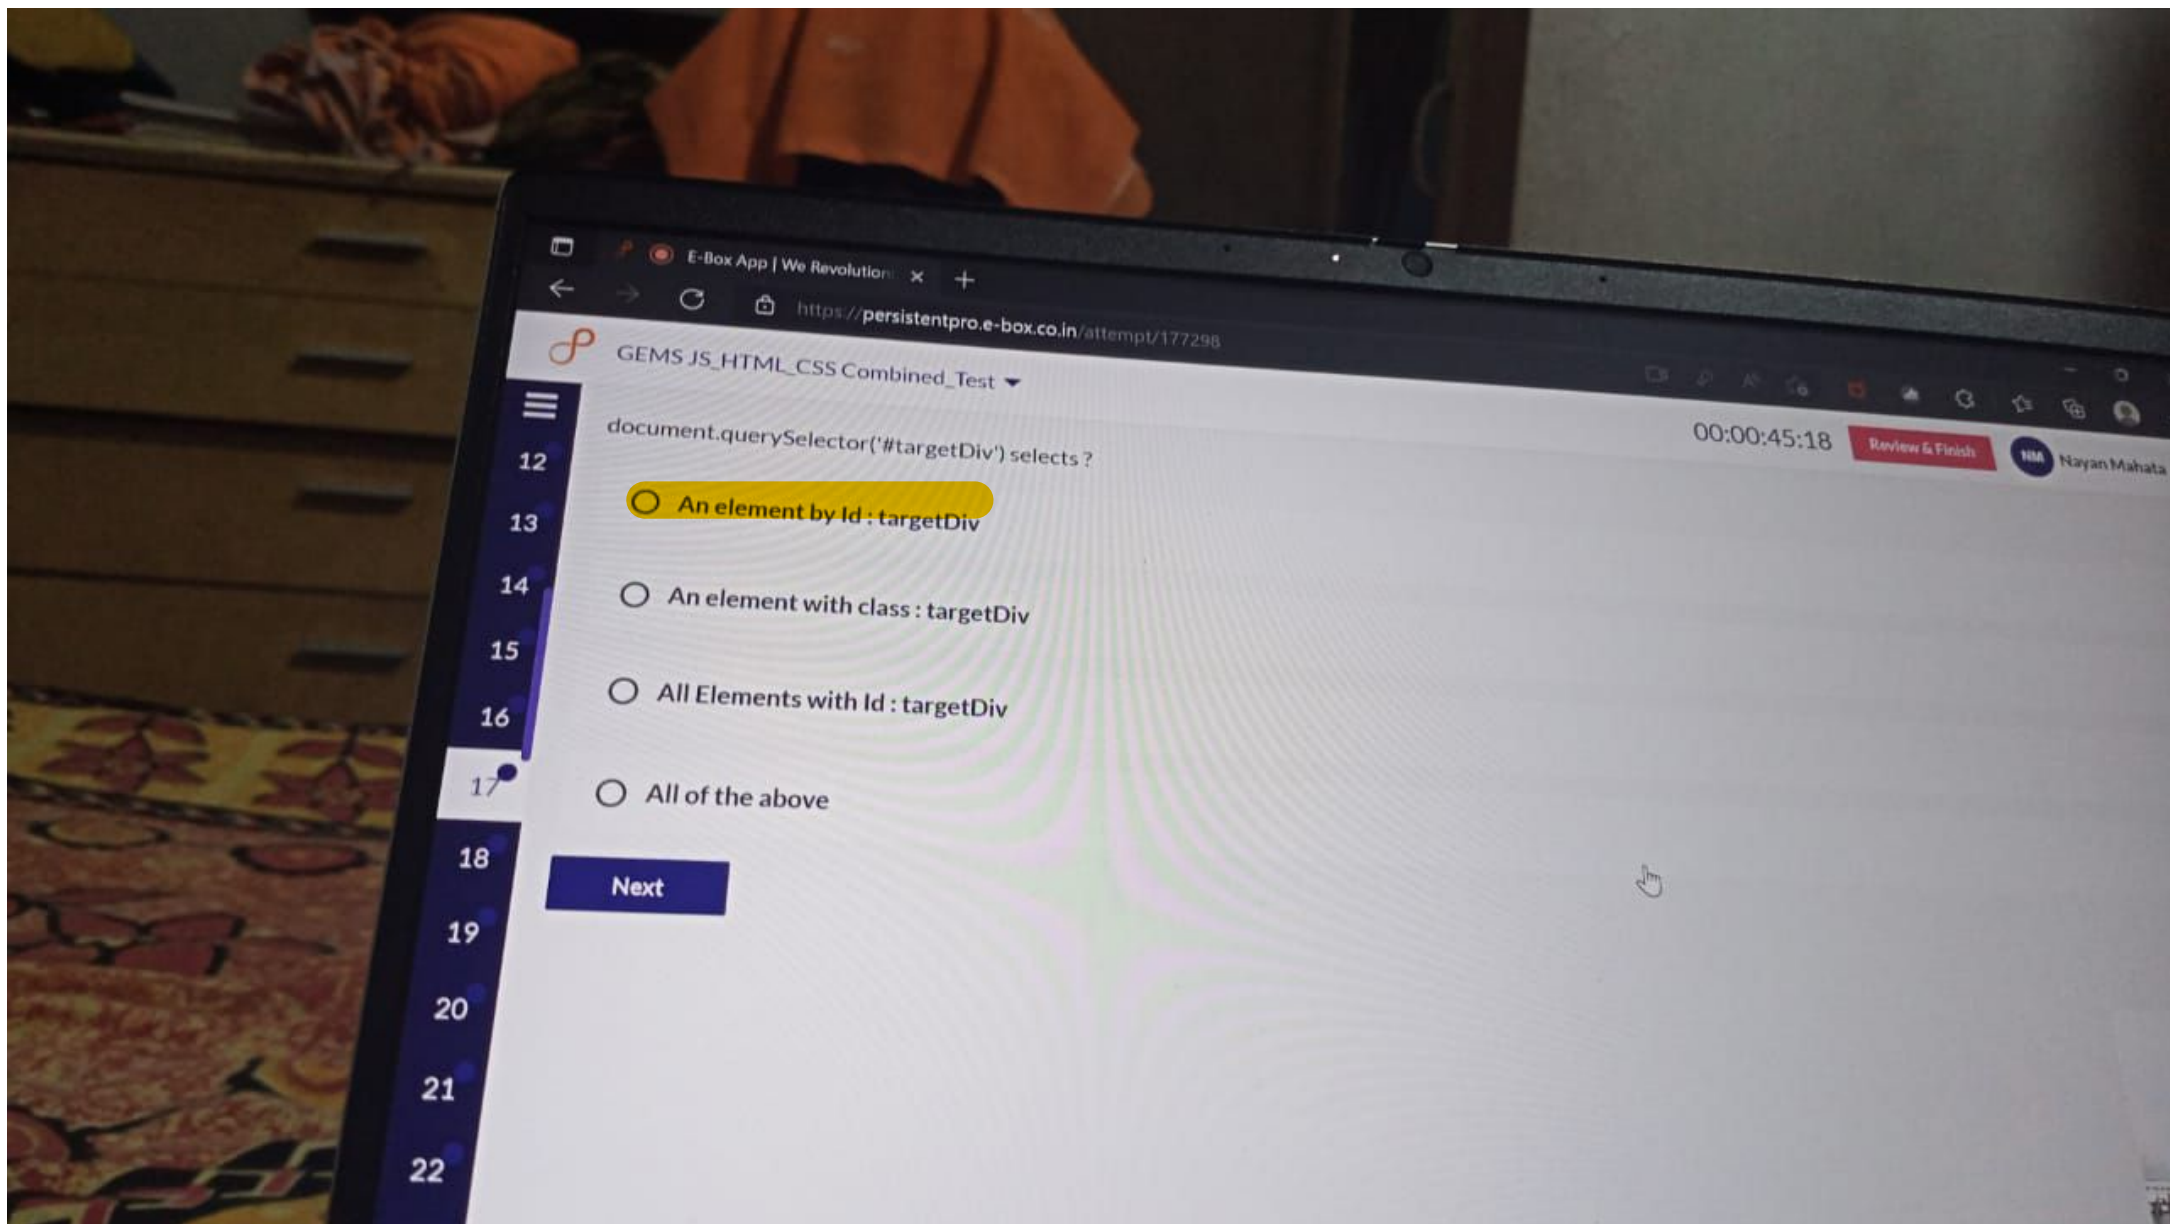 E-Box App | We Revolution
https://persistentpro.e-box.co.in/attempt/177298
GEMS JS_HTML_CSS Combined_Test
00:00:45:18
Review & Finish
NM
Nayan Mahata
document.querySelector('#targetDiv') selects ?
An element by Id : targetDiv
An element with class : targetDiv
All Elements with Id : targetDiv
All of the above
Next
12
13
14
15
16
17
18
19
20
21
22